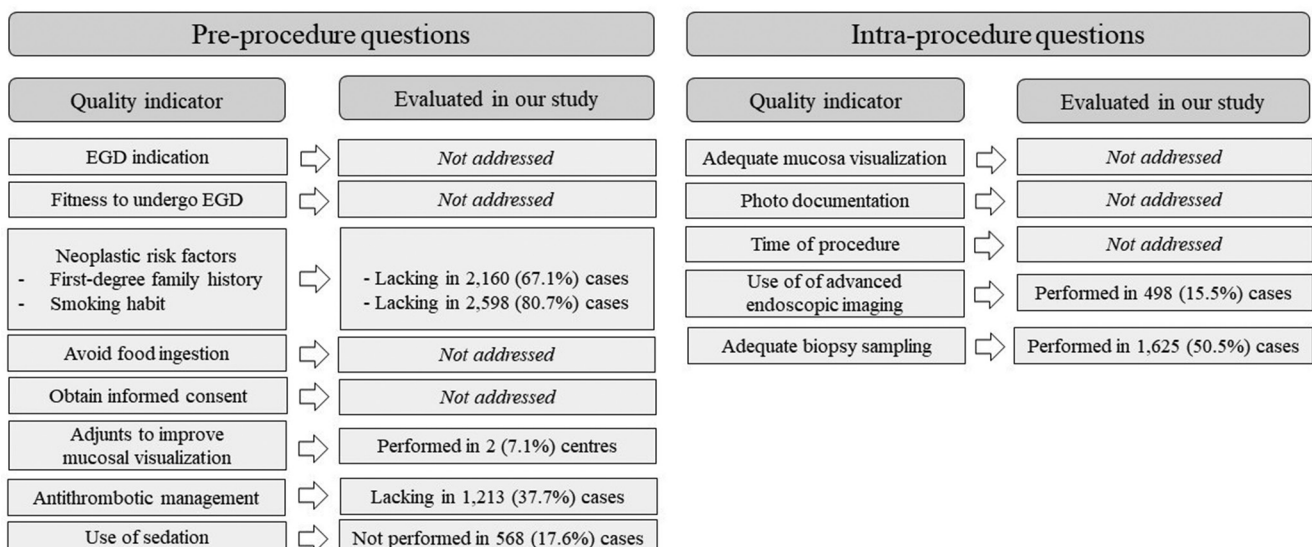 Pre-procedure questions
Quality indicator
Evaluated in our study
EGD indication
Not addressed
Fitness to undergo EGD
Not addressed
Neoplastic risk factors
- First-degree family history
- Smoking habit
- Lacking in 2,160 (67.1%) cases
- Lacking in 2,598 (80.7%) cases
Avoid food ingestion
Not addressed
Obtain informed consent
Not addressed
Adjunts to improve
mucosal visualization
Performed in 2 (7.1%) centres
Antithrombotic management
Lacking in 1,213 (37.7%) cases
Use of sedation
Not performed in 568 (17.6%) cases
Intra-procedure questions
Quality indicator
Evaluated in our study
Adequate mucosa visualization
Not addressed
Photo documentation
Not addressed
Time of procedure
Not addressed
Use of of advanced
endoscopic imaging
Performed in 498 (15.5%) cases
Adequate biopsy sampling
Performed in 1,625 (50.5%) cases